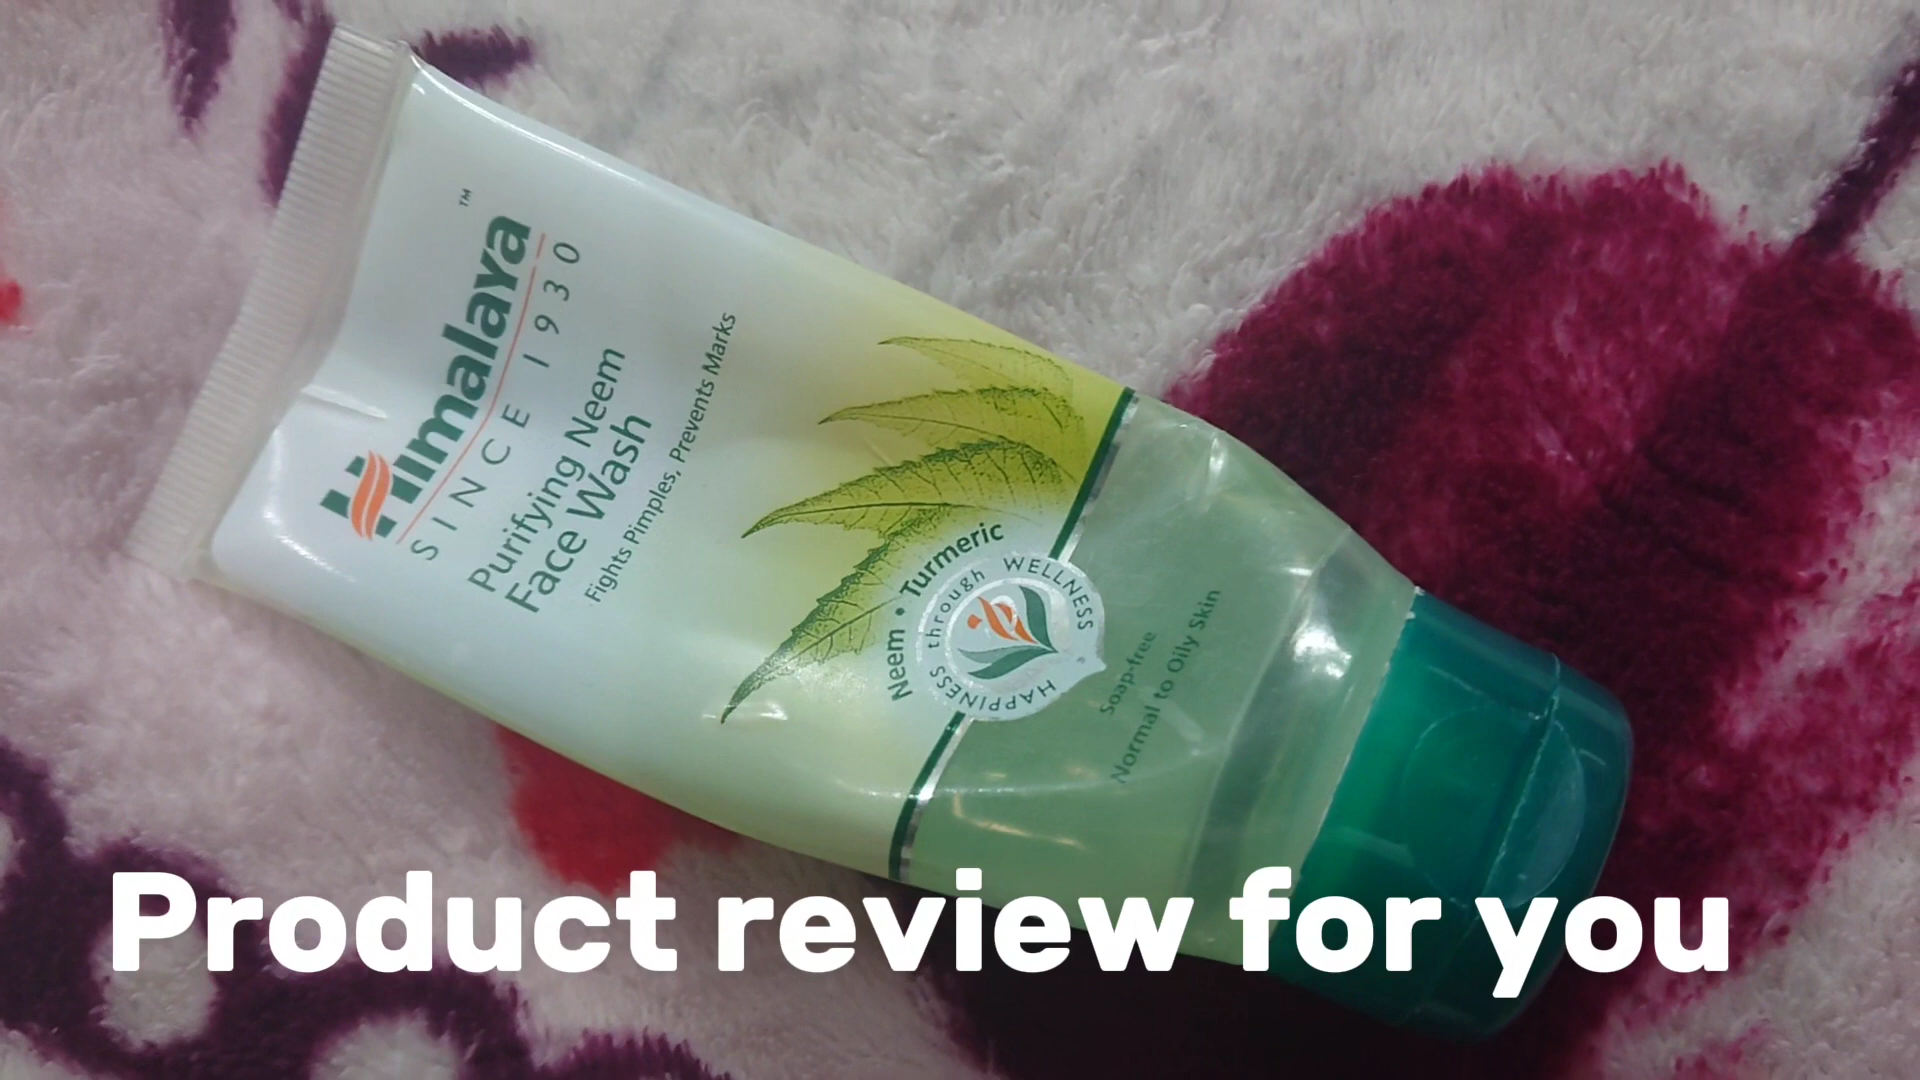 Himalaya™
SINCE 1930
Purifying Neem
Face Wash
Fights Pimples, Prevents Marks
Neem • Turmeric
HAPPINESS through WELLNESS
Soap-free
Normal to Oily Skin
Product review for you